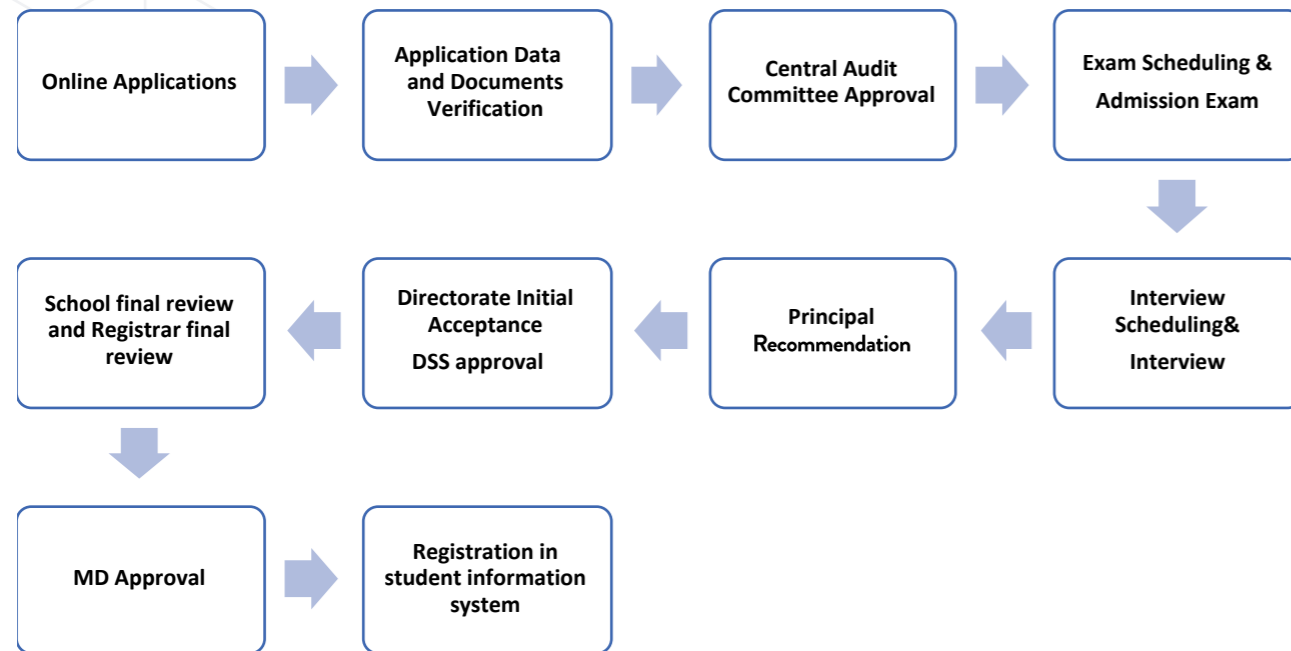 Online Applications
Application Data
and Documents
Verification
Central Audit
Committee Approval
Exam Scheduling &
Admission Exam
Interview
Scheduling&
Interview
Principal
Recommendation
Directorate Initial
Acceptance
DSS approval
School final review
and Registrar final
review
MD Approval
Registration in
student information
system